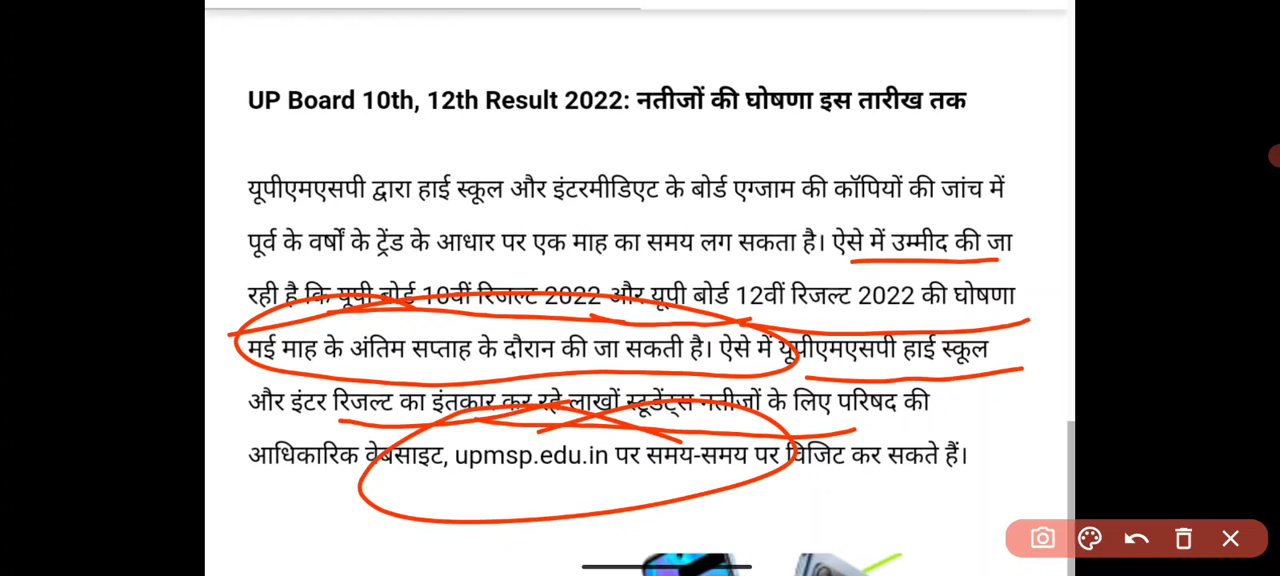 UP Board 10th, 12th Result 2022: नतीजों की घोषणा इस तारीख तक
यूपीएमएसपी द्वारा हाई स्कूल और इंटरमीडिएट के बोर्ड एग्जाम की कॉपियों की जांच में
पूर्व के वर्षों के ट्रेंड के आधार पर एक माह का समय लग सकता है। ऐसे में उम्मीद की जा
रही है कि यूपी बोर्ड 10वीं रिजल्ट 2022 और यूपी बोर्ड 12वीं रिजल्ट 2022 की घोषणा
मई माह के अंतिम सप्ताह के दौरान की जा सकती है। ऐसे में यूपीएमएसपी हाई स्कूल
और इंटर रिजल्ट का इंतकार कर रहे लाखों स्टूडेंट्स नतीजों के लिए परिषद की
आधिकारिक वेबसाइट, upmsp.edu.in पर समय-समय पर विजिट कर सकते हैं।